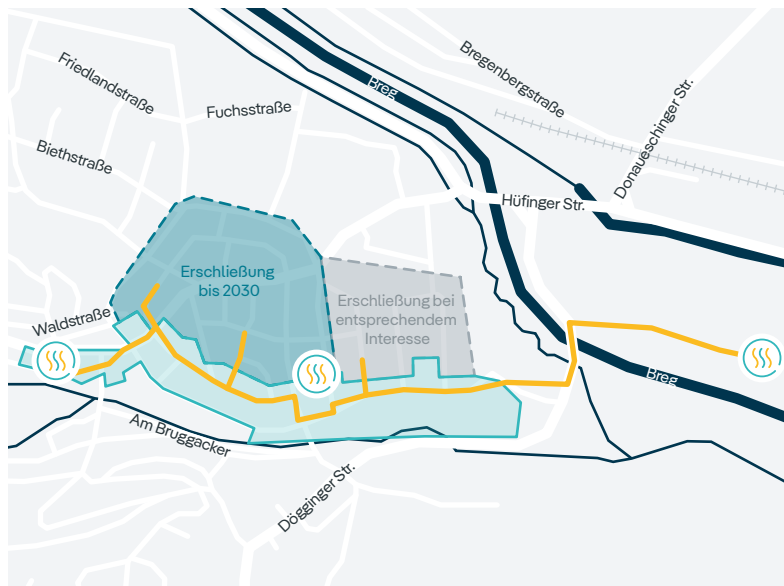 Friedlandstraße
Fuchsstraße
Biethstraße
Breg
Bregenbergstraße
Donaueschinger Str.
Hüfinger Str.
Erschließung
bis 2030
Erschließung bei
entsprechendem
Interesse
Waldstraße
Breg
Am Bruggacker
Dögginger Str.